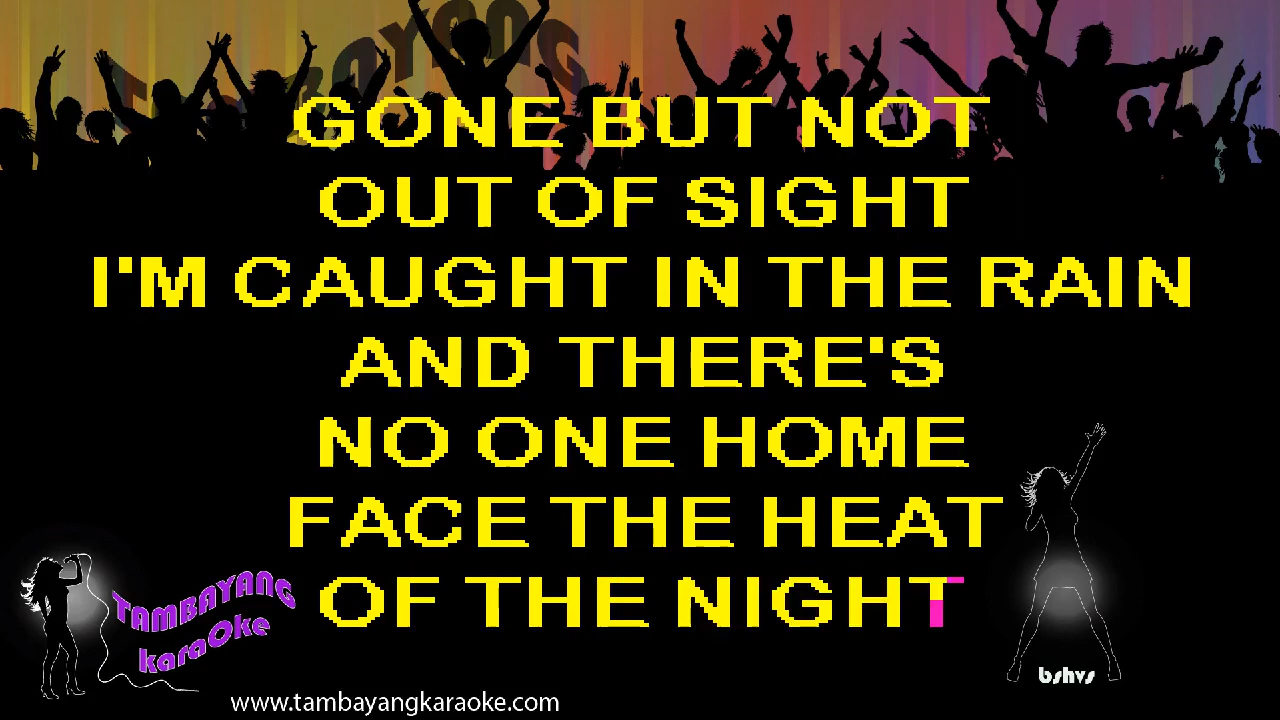 TAMBAYANG
GONE BUT NOT
OUT OF SIGHT
I'M CAUGHT IN THE RAIN
AND THERE'S
NO ONE HOME
FACE THE HEAT
OF THE NIGHT
TAMBAYANG
karaOke
bshvs
www.tambayangkaraoke.com